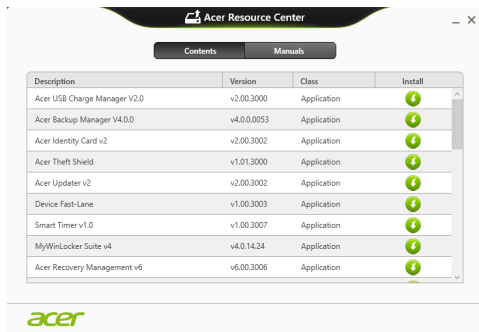 Acer Resource Center
Contents Manuals
Description Version Class Install
Acer USB Charge Manager V2.0 v2.00.3000 Application
Acer Backup Manager V4.0.0 v4.0.0.0053 Application
Acer Identity Card v2 v2.00.3002 Application
Acer Theft Shield v1.01.3000 Application
Acer Updater v2 v2.00.3002 Application
Device Fast-Lane v1.00.3003 Application
Smart Timer v1.0 v1.00.3007 Application
MyWinLocker Suite v4 v4.0.14.24 Application
Acer Recovery Management v6 v6.00.3006 Application
acer